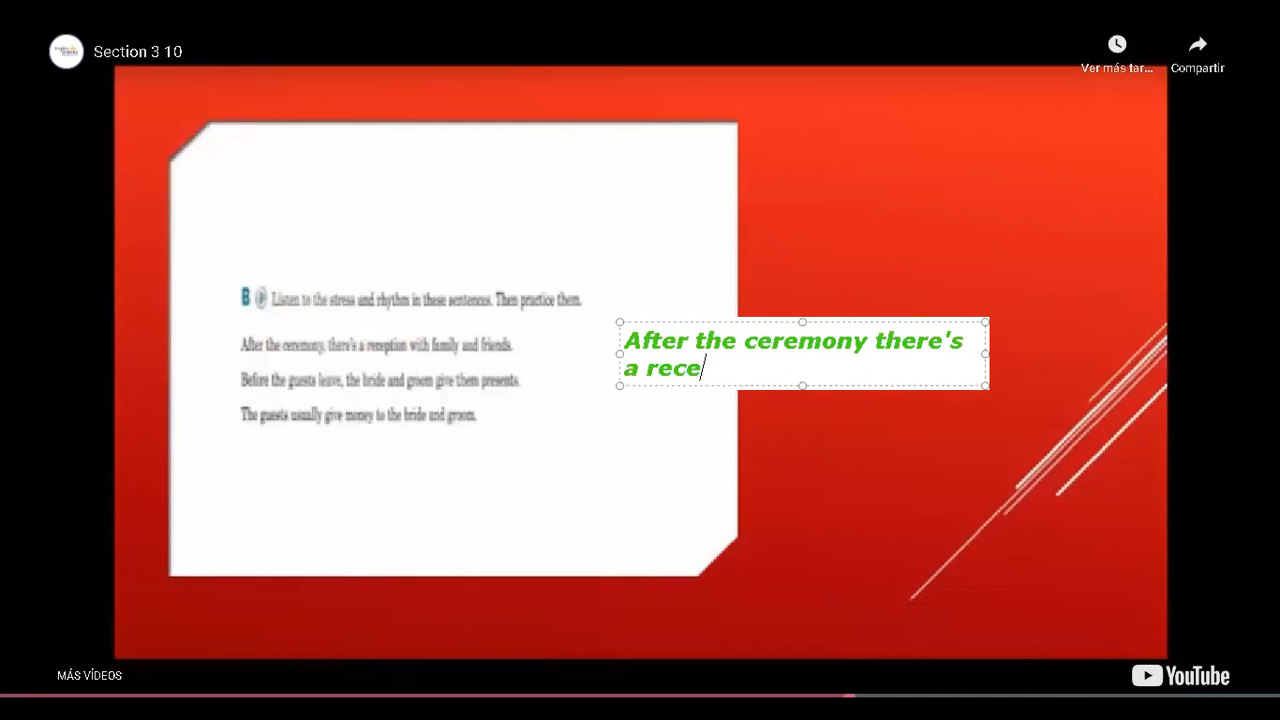 Section 3 10
Ver más tar...
Compartir
B Listen to the stress and rhythm in these sentences. Then practice them.
After the ceremony, there's a reception with family and friends.
Before the guests leave, the bride and groom give them presents.
The guests usually give money to the bride and groom.
After the ceremony there's
a rece
MÁS VÍDEOS
YouTube